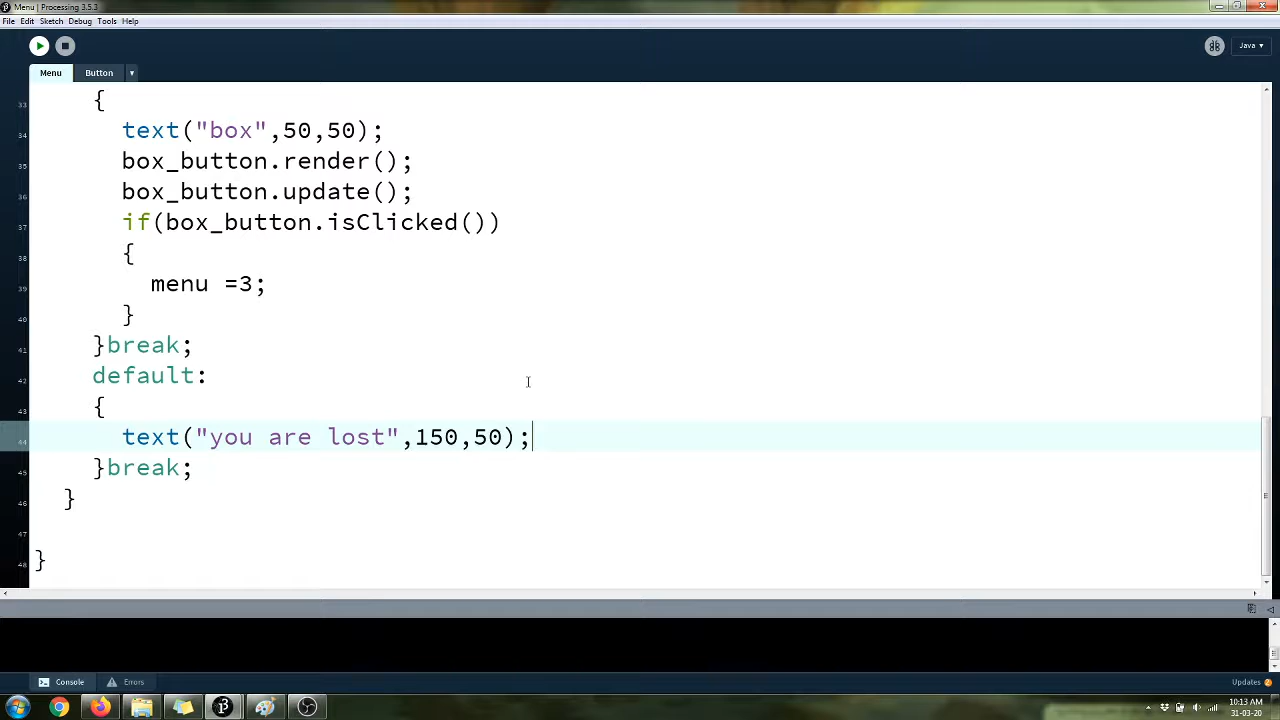 Menu | Processing 3.5.3
File Edit Sketch Debug Tools Help
Java ▾
Menu Button ▾
33 {
34 text("box",50,50);
35 box_button.render();
36 box_button.update();
37 if(box_button.isClicked())
38 {
39 menu =3;
40 }
41 }break;
42 default:
43 {
44 text("you are lost",150,50);
45 }break;
46 }
47
48 }
Console Errors
Updates 2
10:13 AM
31-03-20